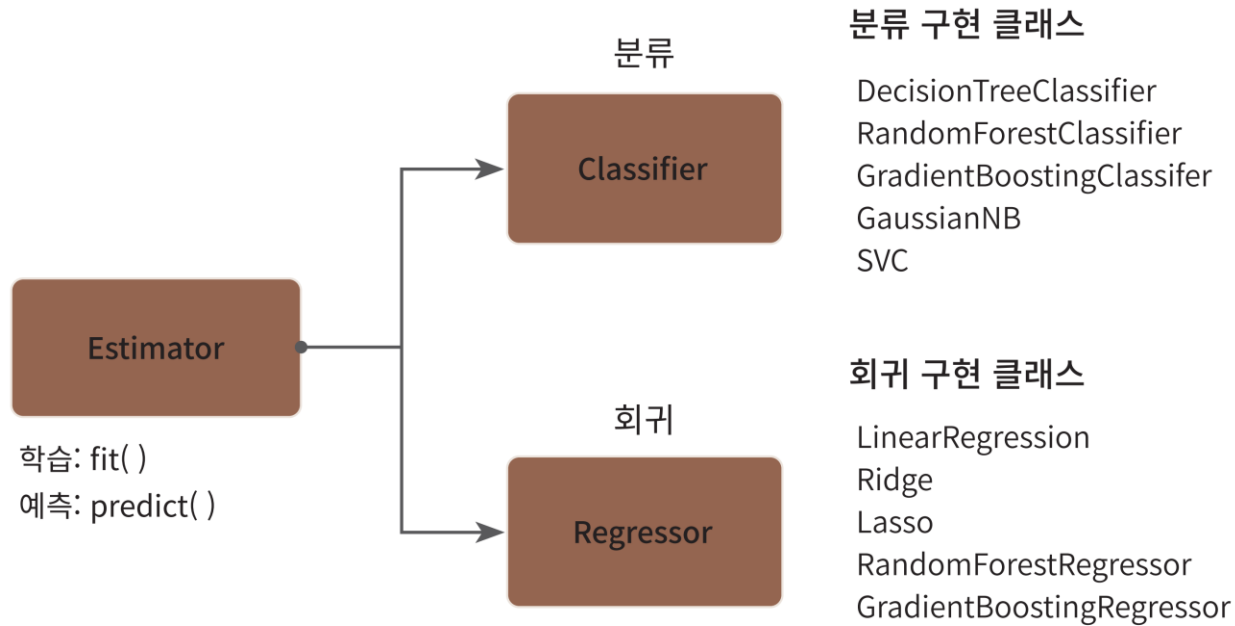 Estimator
학습: fit( )
예측: predict( )
분류
Classifier
회귀
Regressor
분류 구현 클래스
DecisionTreeClassifier
RandomForestClassifier
GradientBoostingClassifer
GaussianNB
SVC
회귀 구현 클래스
LinearRegression
Ridge
Lasso
RandomForestRegressor
GradientBoostingRegressor